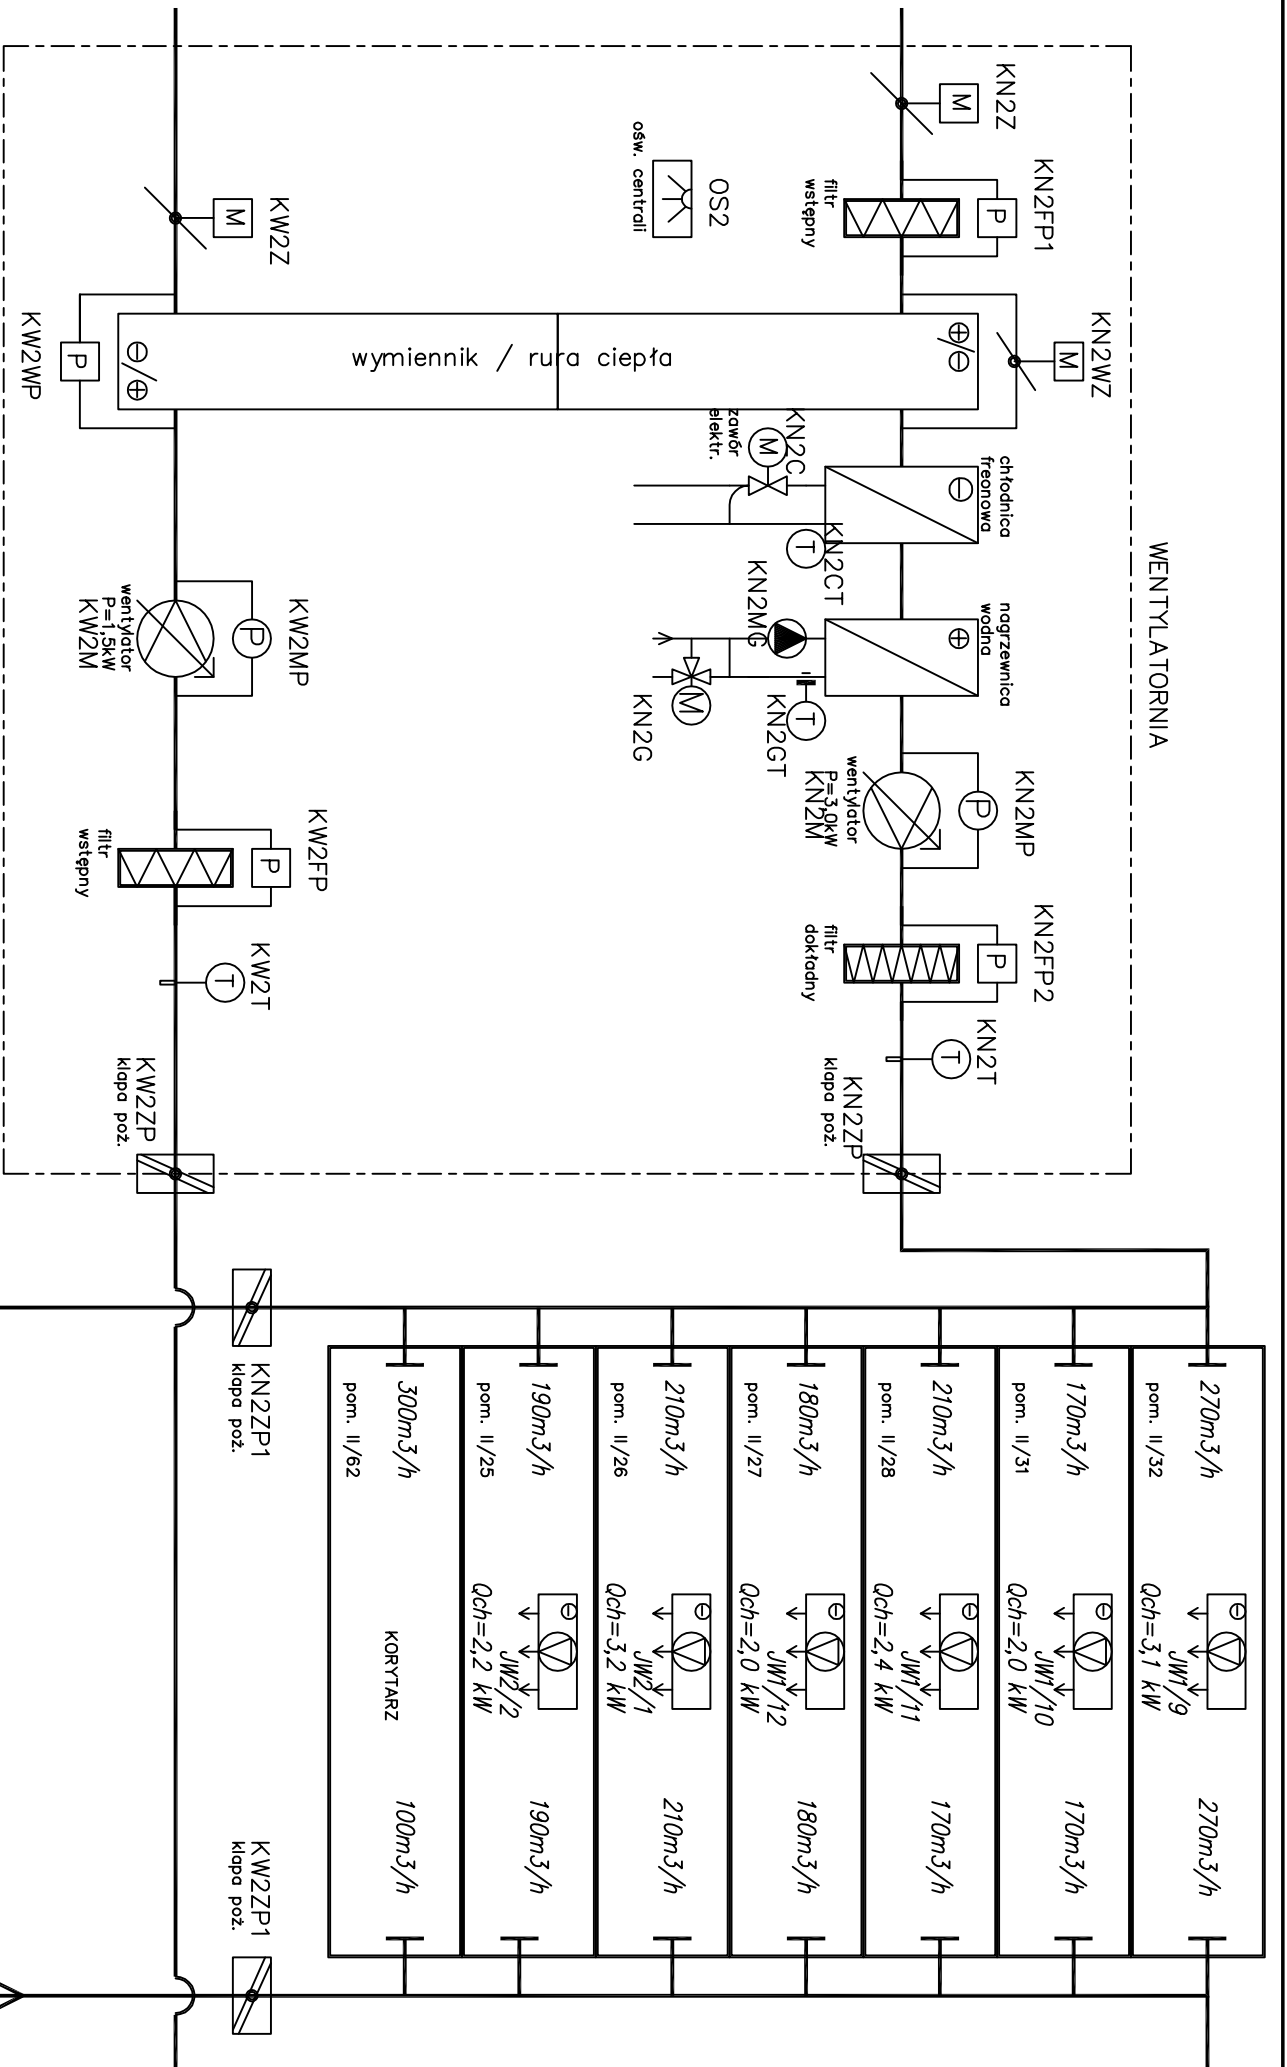 WENTYLATORNIA
KN2Z
M
KN2FP1
P
filtr
wstępny
KN2WZ
M
chłodnica
freonowa
KN2C
zawór
elektr.
M
KN2CT
T
nagrzewnica
wodna
KN2MG
KN2GT
T
KN2G
M
KN2MP
P
wentylator
P=3,0kW
KN2M
KN2FP2
P
filtr
dokładny
KN2T
T
KN2ZP
klapa poż.
OS2
ośw. centrali
wymiennik / rura ciepła
KW2Z
M
KW2WP
P
KW2MP
P
wentylator
P=1,5kW
KW2M
KW2FP
P
filtr
wstępny
KW2T
T
KW2ZP
klapa poż.
270m3/h
pom. II/32
JW1/9
Qch=3,1 kW
270m3/h
170m3/h
pom. II/31
JW1/10
Qch=2,0 kW
170m3/h
210m3/h
pom. II/28
JW1/11
Qch=2,4 kW
170m3/h
180m3/h
pom. II/27
JW1/12
Qch=2,0 kW
180m3/h
210m3/h
pom. II/26
JW2/1
Qch=3,2 kW
210m3/h
190m3/h
pom. II/25
JW2/2
Qch=2,2 kW
190m3/h
300m3/h
pom. II/62
KORYTARZ
100m3/h
KN2ZP1
klapa poż.
KW2ZP1
klapa poż.